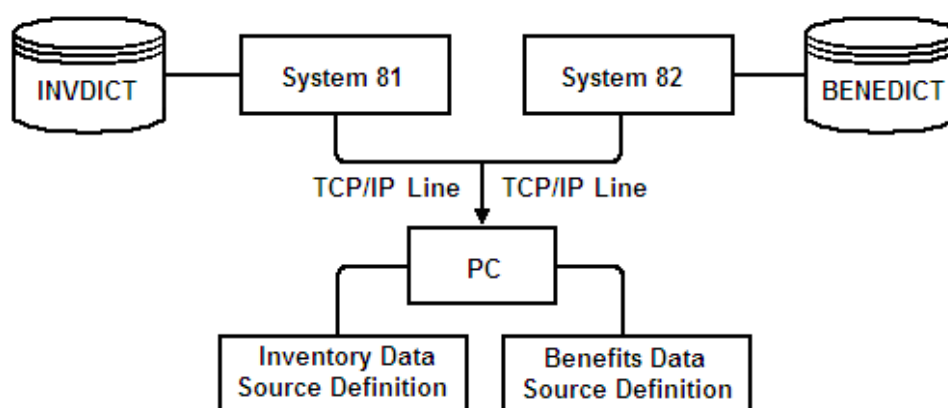 INVDICT
System 81
System 82
BENEDICT
TCP/IP Line
TCP/IP Line
PC
Inventory Data
Source Definition
Benefits Data
Source Definition